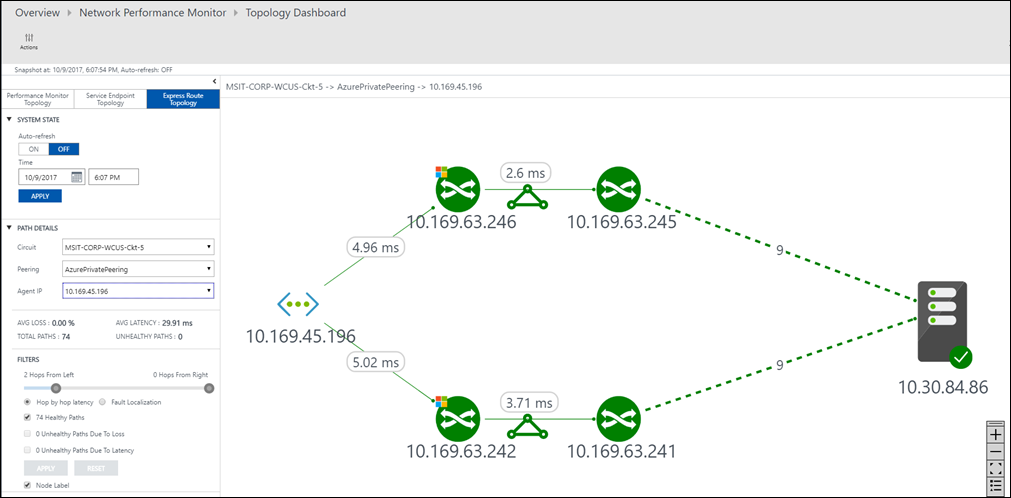 Overview Network Performance Monitor Topology Dashboard
Actions
Snapshot at: 10/9/2017, 6:07:54 PM, Auto-refresh: OFF
Performance Monitor Topology
Service Endpoint Topology
Express Route Topology
SYSTEM STATE
Auto-refresh
ON OFF
Time
10/9/2017 6:07 PM
APPLY
PATH DETAILS
Circuit MSIT-CORP-WCUS-Ckt-5
Peering AzurePrivatePeering
Agent IP 10.169.45.196
AVG LOSS : 0.00 % AVG LATENCY : 29.91 ms
TOTAL PATHS : 74 UNHEALTHY PATHS : 0
FILTERS
2 Hops From Left 0 Hops From Right
Hop by hop latency Fault Localization
74 Healthy Paths
0 Unhealthy Paths Due To Loss
0 Unhealthy Paths Due To Latency
APPLY RESET
Node Label
MSIT-CORP-WCUS-Ckt-5 -> AzurePrivatePeering -> 10.169.45.196
2.6 ms
10.169.63.246 10.169.63.245
4.96 ms
9
10.169.45.196
5.02 ms
9
10.30.84.86
3.71 ms
10.169.63.242 10.169.63.241